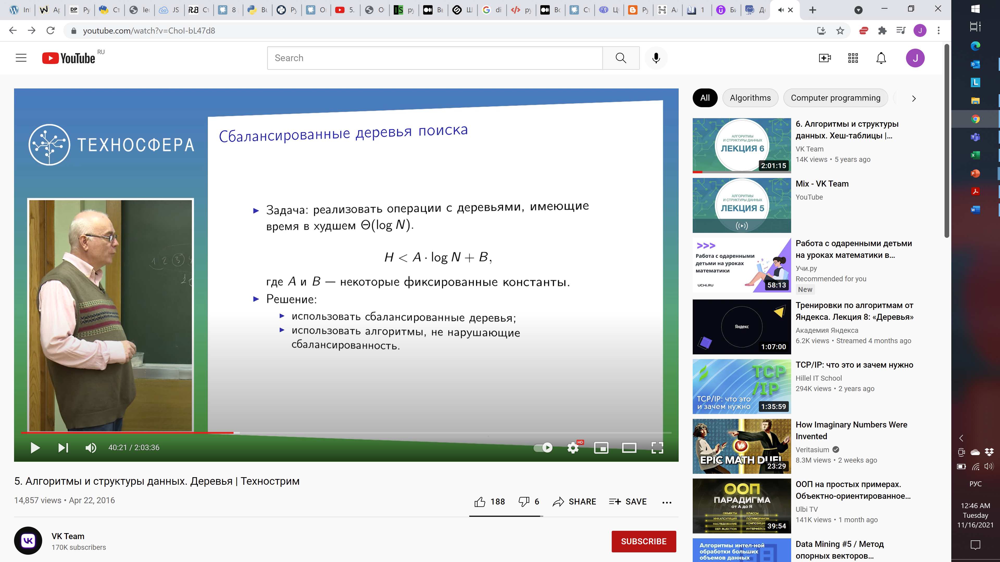 In
Ap
DP
Py
Ст
lec
JS
Ст
8
Bu
Py
О
5.
О
IS
py
Вы
Ш
di
py
Вс
Ст
Ц
Py
А
1
Би
Де
youtube.com/watch?v=Chol-bL47d8
J
YouTube RU
Search
J
ТЕХНОСФЕРА
Сбалансированные деревья поиска
Задача: реализовать операции с деревьями, имеющие
время в худшем Θ(log N).
H < A · log N + B,
где A и B — некоторые фиксированные константы.
Решение:
использовать сбалансированные деревья;
использовать алгоритмы, не нарушающие
сбалансированность.
1 2 3
40:21 / 2:03:36
HD
5. Алгоритмы и структуры данных. Деревья | Технострим
14,857 views • Apr 22, 2016
188
6
SHARE
SAVE
VK Team
170K subscribers
SUBSCRIBE
All
Algorithms
Computer programming
АЛГОРИТМЫ
И СТРУКТУРЫ ДАННЫХ
ЛЕКЦИЯ 6
2:01:15
6. Алгоритмы и структуры
данных. Хеш-таблицы |...
VK Team
14K views • 5 years ago
АЛГОРИТМЫ
И СТРУКТУРЫ ДАННЫХ
ЛЕКЦИЯ 5
Mix - VK Team
YouTube
>>>
Работа с одаренными
детьми на уроках
математики
UCHi.RU
58:13
Работа с одаренными детьми
на уроках математики в...
Учи.ру
Recommended for you
New
Яндекс
1:07:00
Тренировки по алгоритмам от
Яндекса. Лекция 8: «Деревья»
Академия Яндекса
6.2K views • Streamed 4 months ago
TCP
/IP
TCP/IP: что это
и зачем нужно
1:35:59
TCP/IP: что это и зачем нужно
Hillel IT School
294K views • 2 years ago
VS
EPIC MATH DUEL
23:29
How Imaginary Numbers Were
Invented
Veritasium
8.3M views • 2 weeks ago
ООП
ПАРАДИГМА
от А до Я
ОБЪЕКТЫ
КЛАССЫ
ИНКАПСУЛЯЦИЯ
ПОЛИМОРФИЗМ
НАСЛЕДОВАНИЕ
DEP. INJECTION
39:54
ООП на простых примерах.
Объектно-ориентированное...
Ulbi TV
141K views • 1 month ago
Алгоритмы интел-ной
обработки больших
объемов данных
Data Mining #5 / Метод
опорных векторов...
РУС
12:46 AM
Tuesday
11/16/2021